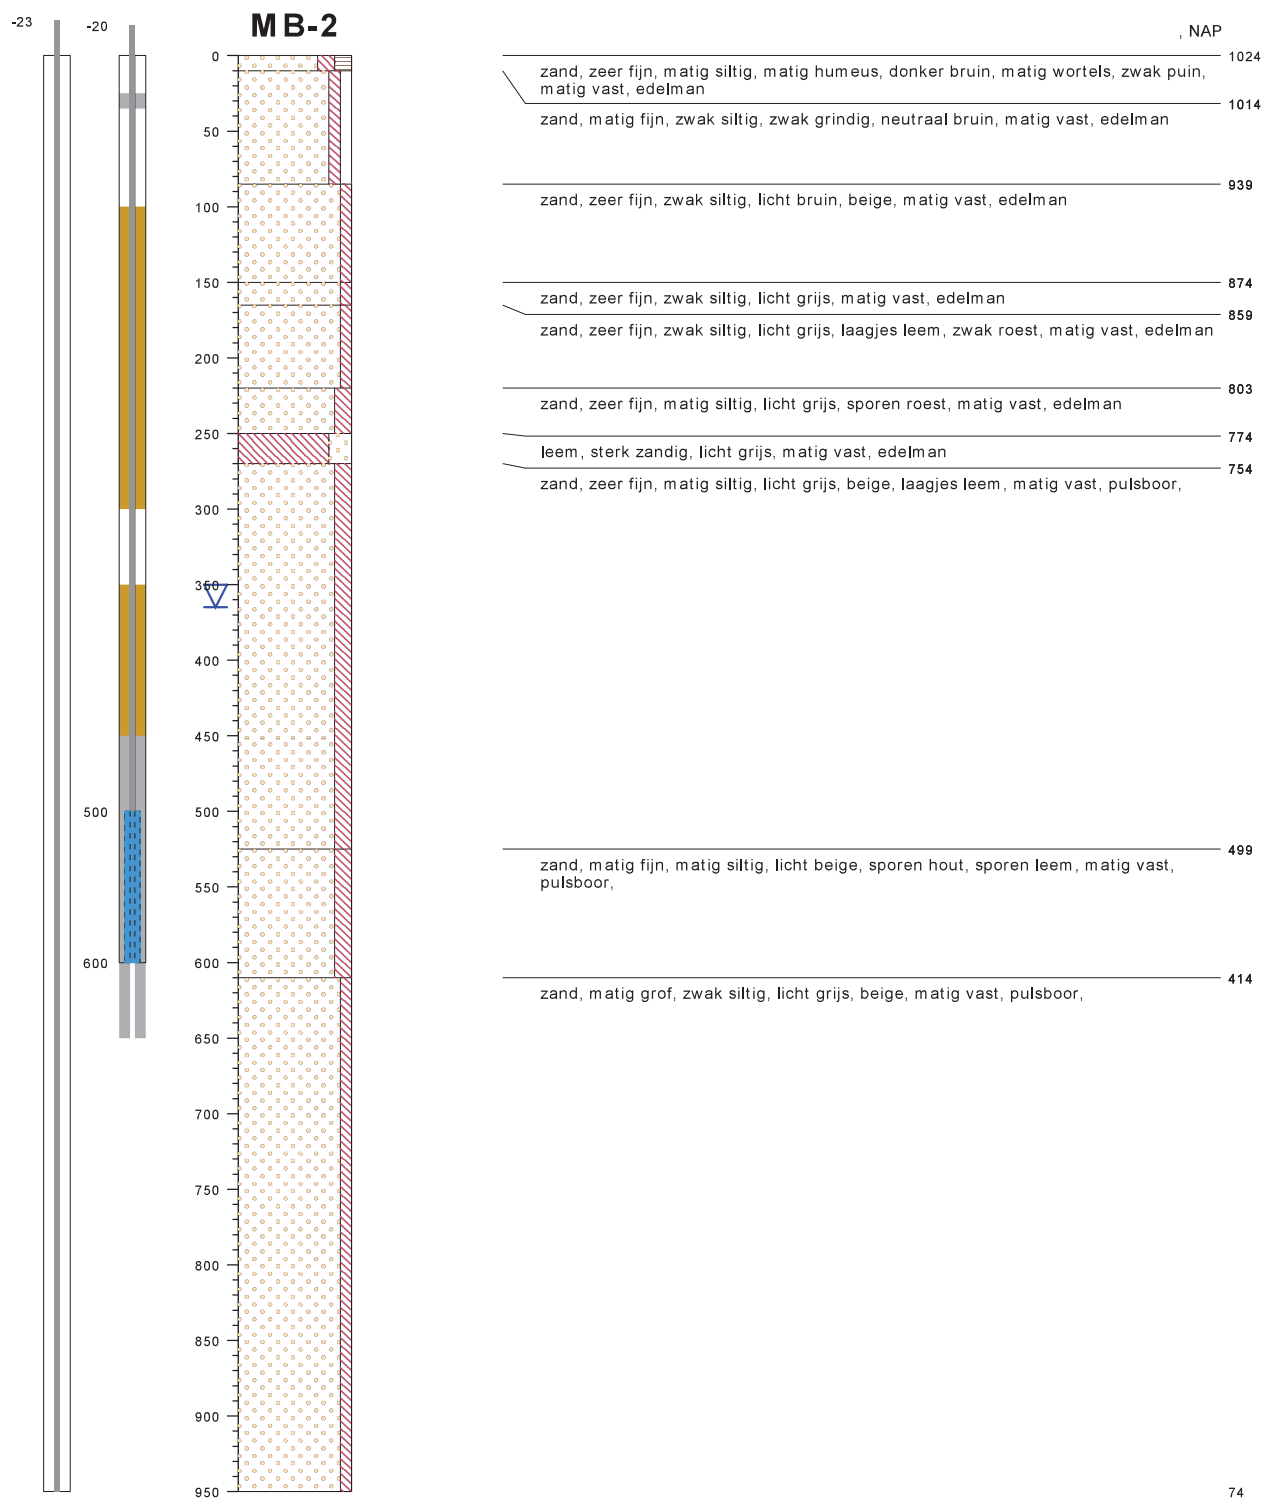 -23
-20
MB-2
, NAP
0
1024
zand, zeer fijn, matig siltig, matig humeus, donker bruin, matig wortels, zwak puin,
matig vast, edelman
1014
zand, matig fijn, zwak siltig, zwak grindig, neutraal bruin, matig vast, edelman
50
939
zand, zeer fijn, zwak siltig, licht bruin, beige, matig vast, edelman
100
150
874
zand, zeer fijn, zwak siltig, licht grijs, matig vast, edelman
859
zand, zeer fijn, zwak siltig, licht grijs, laagjes leem, zwak roest, matig vast, edelman
200
803
zand, zeer fijn, matig siltig, licht grijs, sporen roest, matig vast, edelman
250
774
leem, sterk zandig, licht grijs, matig vast, edelman
754
zand, zeer fijn, matig siltig, licht grijs, beige, laagjes leem, matig vast, pulsboor,
300
350
400
450
500
500
499
zand, matig fijn, matig siltig, licht beige, sporen hout, sporen leem, matig vast,
pulsboor,
550
600
600
414
zand, matig grof, zwak siltig, licht grijs, beige, matig vast, pulsboor,
650
700
750
800
850
900
950
74